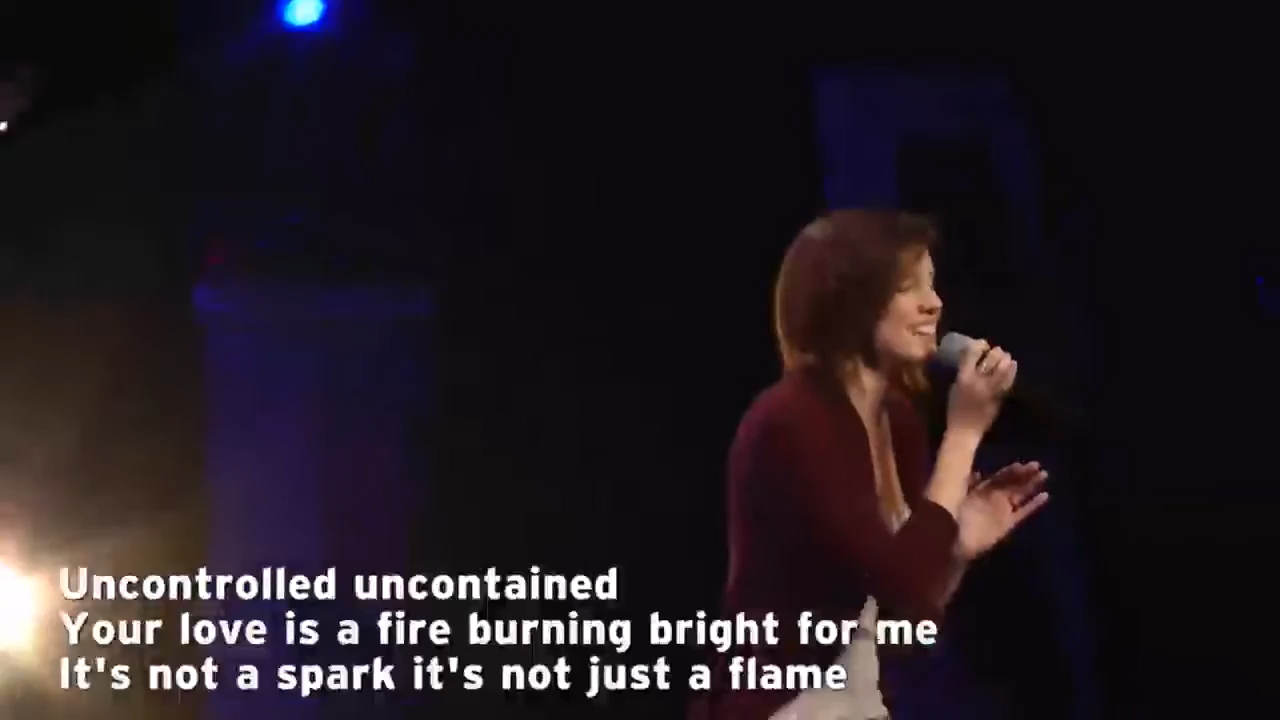 Uncontrolled uncontained
Your love is a fire burning bright for me
It's not a spark it's not just a flame